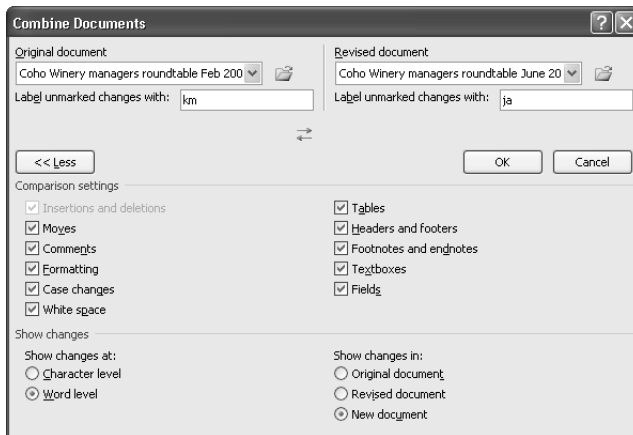 Combine Documents
Original document
Coho Winery managers roundtable Feb 200
Label unmarked changes with: km
Revised document
Coho Winery managers roundtable June 20
Label unmarked changes with: ja
<< Less
OK
Cancel
Comparison settings
Insertions and deletions
Moves
Comments
Formatting
Case changes
White space
Tables
Headers and footers
Footnotes and endnotes
Textboxes
Fields
Show changes
Show changes at:
Character level
Word level
Show changes in:
Original document
Revised document
New document